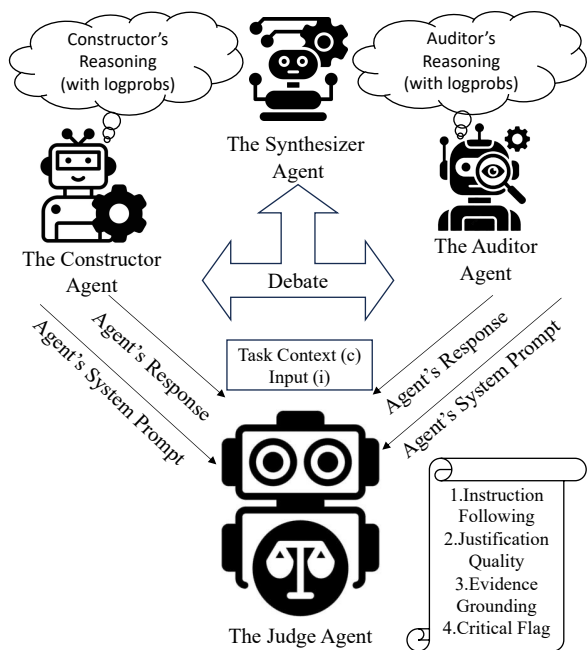 Constructor's
Reasoning
(with logprobs)
Auditor's
Reasoning
(with logprobs)
The Synthesizer
Agent
The Constructor
Agent
The Auditor
Agent
Debate
Agent's Response
Agent's System Prompt
Agent's Response
Agent's System Prompt
Task Context (c)
Input (i)
1.Instruction
Following
2.Justification
Quality
3.Evidence
Grounding
4.Critical Flag
The Judge Agent